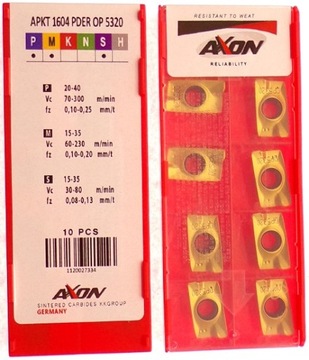 APKT 1604 PDER OP 5320
P M K N S H
P 20-40
Vc 70-300 m/min
fz 0,10-0,25 mm/t
M 15-35
Vc 60-230 m/min
fz 0,10-0,20 mm/t
S 15-35
Vc 30-80 m/min
fz 0,08-0,13 mm/t
10 PCS
1120027334
AXON
SINTERED CARBIDES HKGROUP
GERMANY
RESISTANT TO WEAR
AXON
RELIABILITY